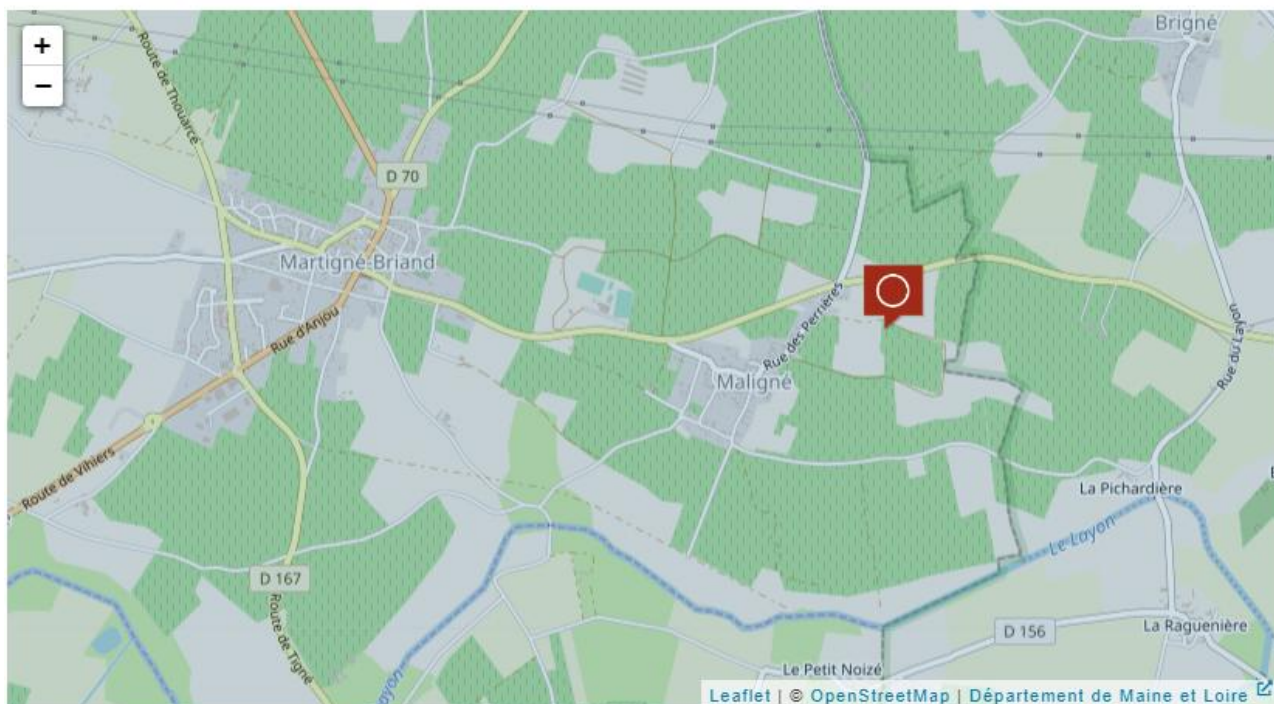 +
−
Brigné
Route de Thouarcé
D 70
Martigné-Briand
Rue d'Anjou
Rue des Perrières
Maligné
Rue du Layon
Route de Vihiers
La Pichardière
Le Layon
D 167
Route de Tigné
D 156
La Raguenière
Le Petit Noizé
Layon
Leaflet | © OpenStreetMap | Département de Maine et Loire